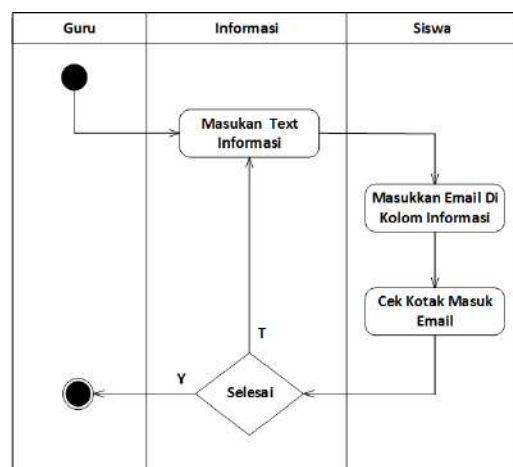 Guru
Informasi
Siswa
Masukan Text
Informasi
Masukkan Email Di
Kolom Informasi
Cek Kotak Masuk
Email
T
Y
Selesai